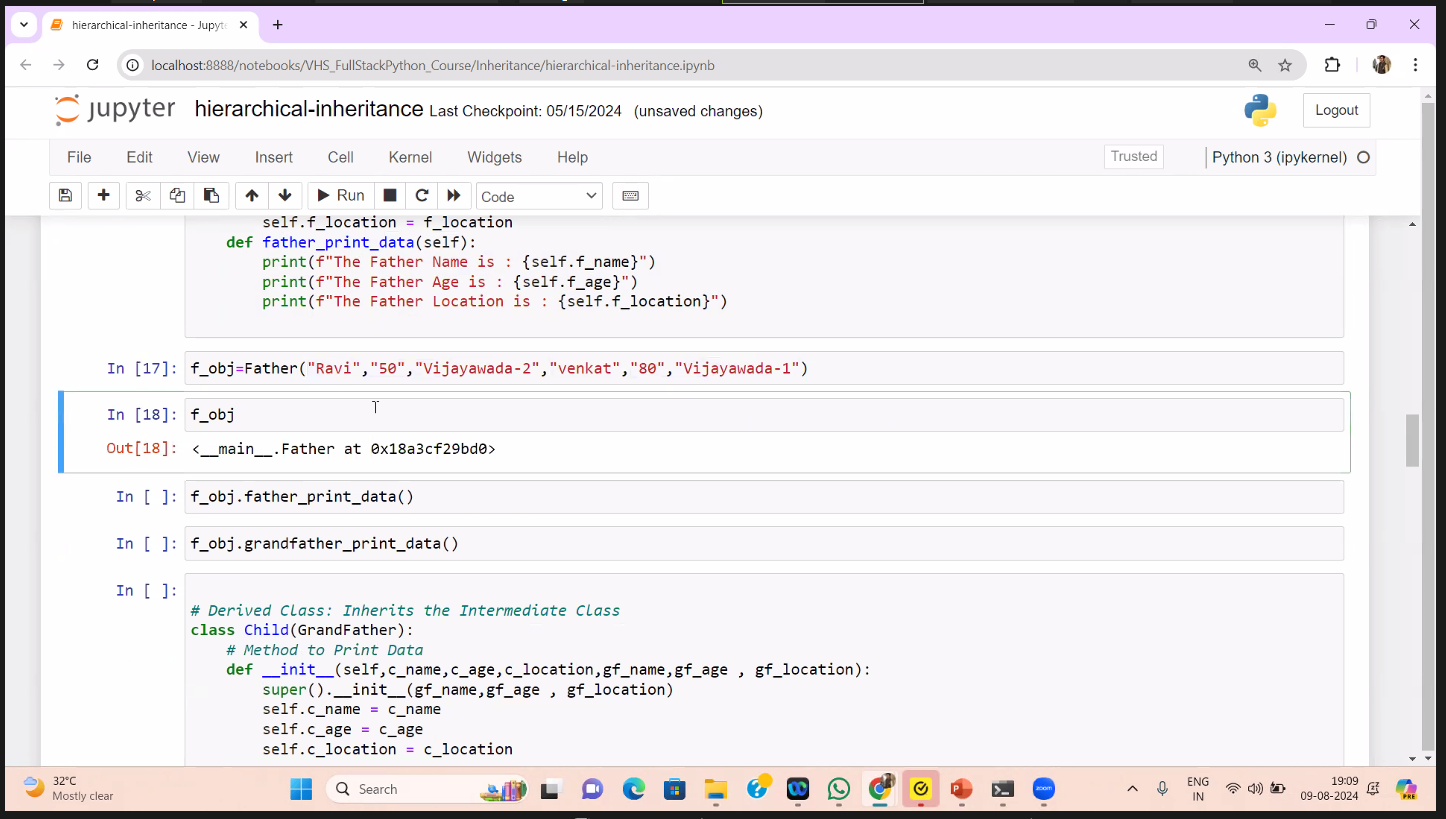 hierarchical-inheritance - Jupyt
localhost:8888/notebooks/VHS_FullStackPython_Course/Inheritance/hierarchical-inheritance.ipynb
jupyter hierarchical-inheritance Last Checkpoint: 05/15/2024 (unsaved changes)
Logout
File Edit View Insert Cell Kernel Widgets Help
Trusted
Python 3 (ipykernel)
Run
Code
        self.f_location = f_location
    def father_print_data(self):
        print(f"The Father Name is : {self.f_name}")
        print(f"The Father Age is : {self.f_age}")
        print(f"The Father Location is : {self.f_location}")
In [17]: f_obj=Father("Ravi","50","Vijayawada-2","venkat","80","Vijayawada-1")
In [18]: f_obj
Out[18]: <__main__.Father at 0x18a3cf29bd0>
In [ ]: f_obj.father_print_data()
In [ ]: f_obj.grandfather_print_data()
In [ ]:
# Derived Class: Inherits the Intermediate Class
class Child(GrandFather):
    # Method to Print Data
    def __init__(self,c_name,c_age,c_location,gf_name,gf_age , gf_location):
        super().__init__(gf_name,gf_age , gf_location)
        self.c_name = c_name
        self.c_age = c_age
        self.c_location = c_location
32°C
Mostly clear
Search
zoom
PRE
ENG
IN
19:09
09-08-2024